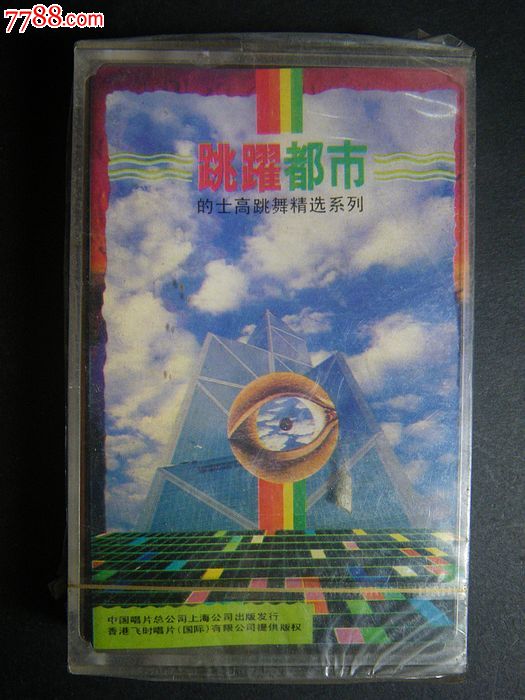 7788.com
跳躍都市
的士高跳舞精选系列
中国唱片总公司上海公司出版发行
香港飞时唱片(国际)有限公司提供版权